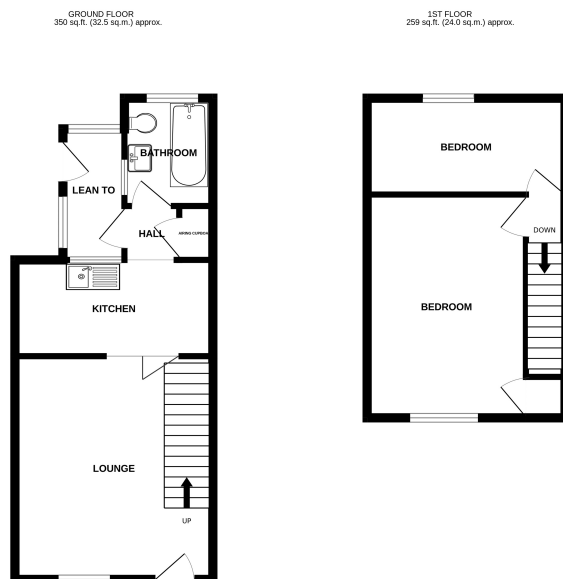 GROUND FLOOR
350 sq.ft. (32.5 sq.m.) approx.
1ST FLOOR
259 sq.ft. (24.0 sq.m.) approx.
BATHROOM
LEAN TO
HALL
AIRING CUPBOARD
KITCHEN
LOUNGE
UP
BEDROOM
DOWN
BEDROOM